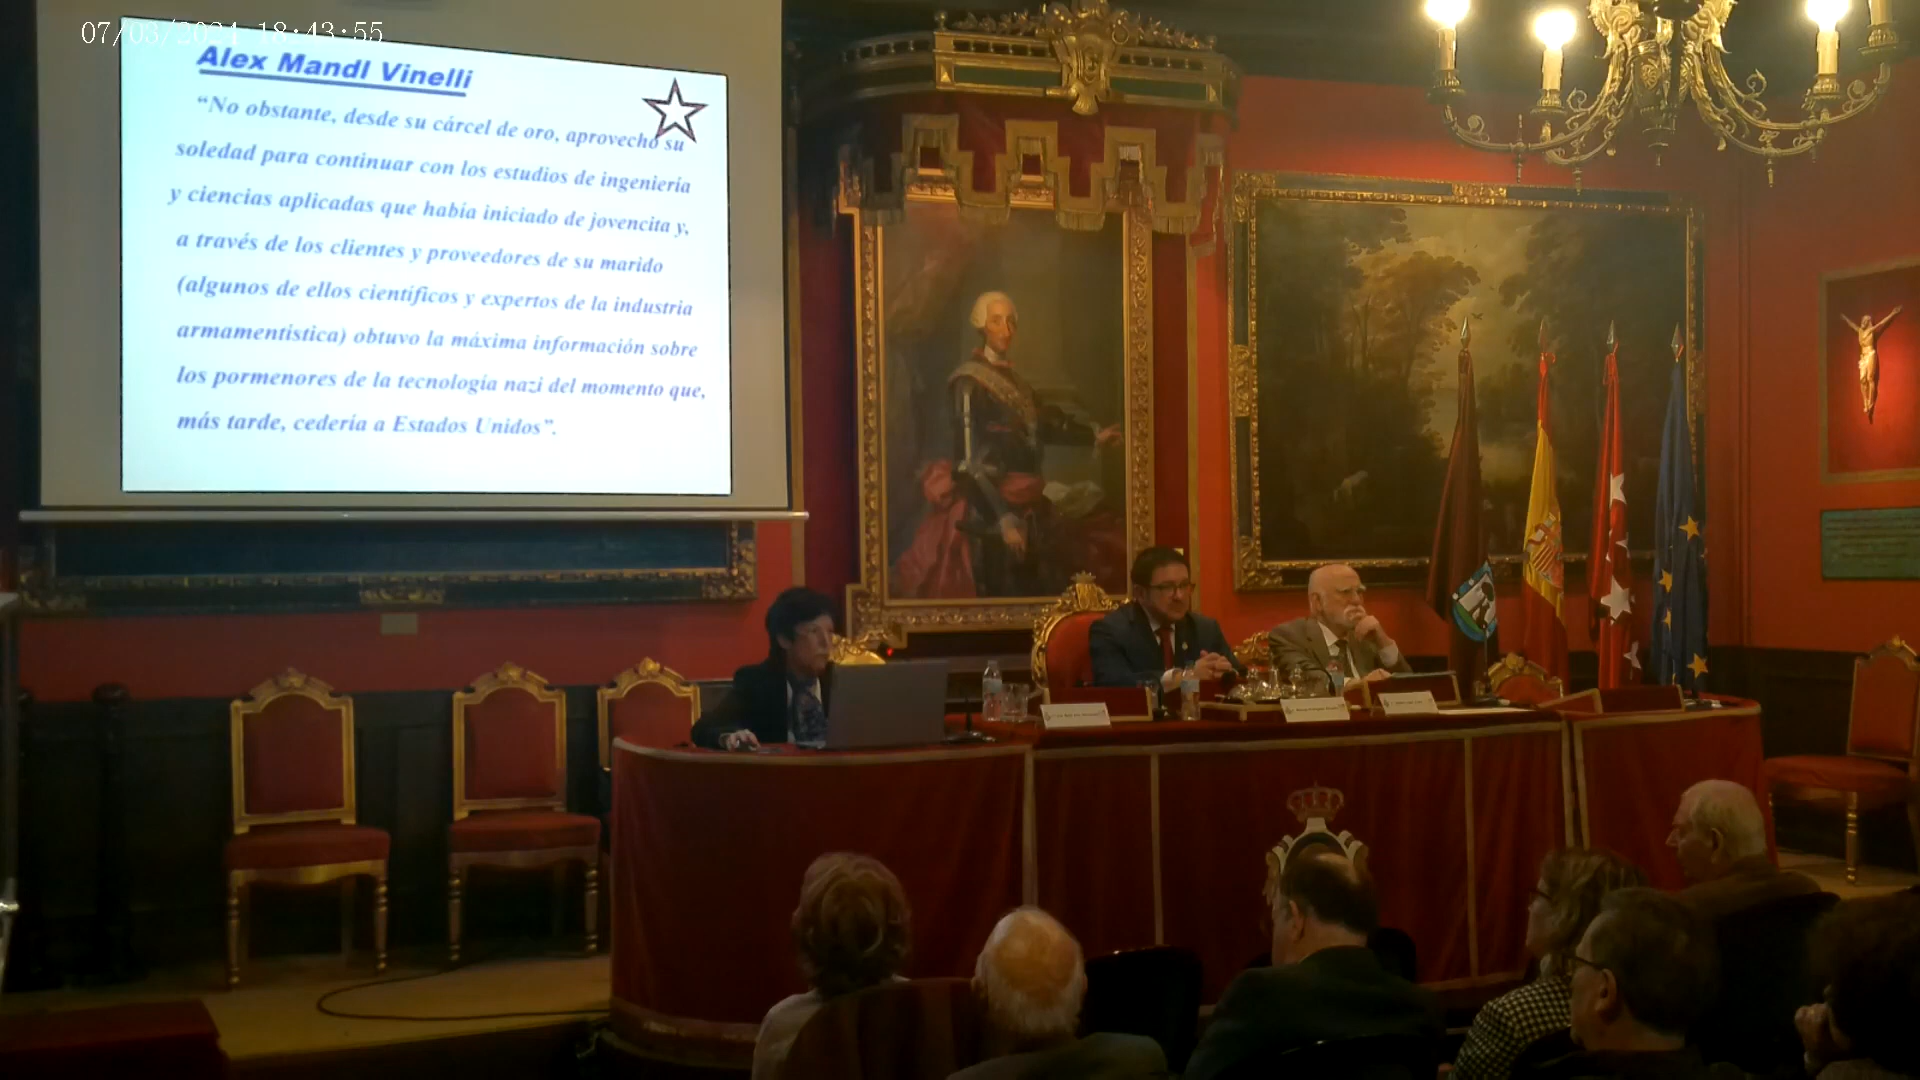 07/03/2024 18:43:55
Alex Mandl Vinelli
“No obstante, desde su cárcel de oro, aprovechó su
soledad para continuar con los estudios de ingeniería
y ciencias aplicadas que había iniciado de jovencita y,
a través de los clientes y proveedores de su marido
(algunos de ellos científicos y expertos de la industria
armamentística) obtuvo la máxima información sobre
los pormenores de la tecnología nazi del momento que,
más tarde, cedería a Estados Unidos”.